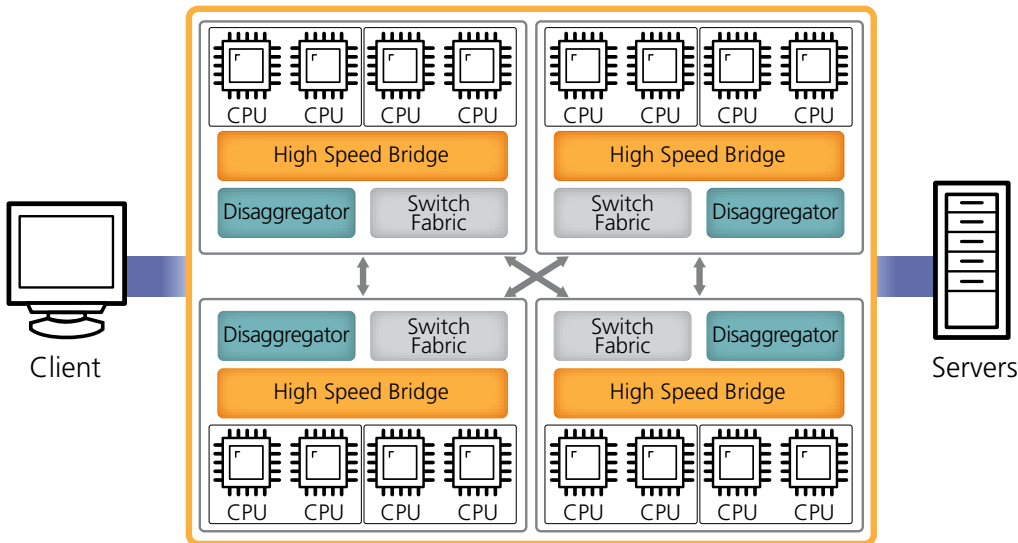 CPU CPU CPU CPU
High Speed Bridge
Disaggregator
Switch
Fabric
CPU CPU CPU CPU
High Speed Bridge
Switch
Fabric
Disaggregator
Client
Servers
Disaggregator
Switch
Fabric
High Speed Bridge
CPU CPU CPU CPU
Switch
Fabric
Disaggregator
High Speed Bridge
CPU CPU CPU CPU